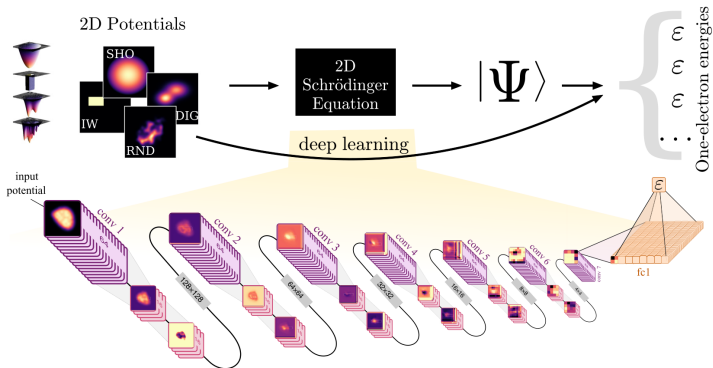 2D Potentials
SHO
IW
DIG
RND
2D
Schrödinger
Equation
|Ψ⟩
ε
ε
ε
...
One-electron energies
deep learning
input
potential
conv 1
conv 2
conv 3
conv 4
conv 5
conv 6
conv 7
128×128
64×64
32×32
16×16
8×8
4×4
ε
fc1